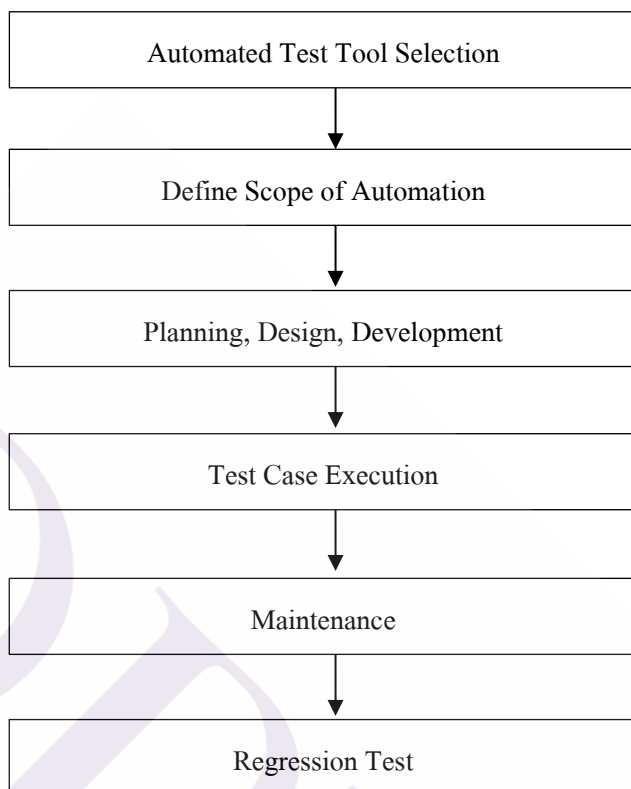 Automated Test Tool Selection
Define Scope of Automation
Planning, Design, Development
Test Case Execution
Maintenance
Regression Test